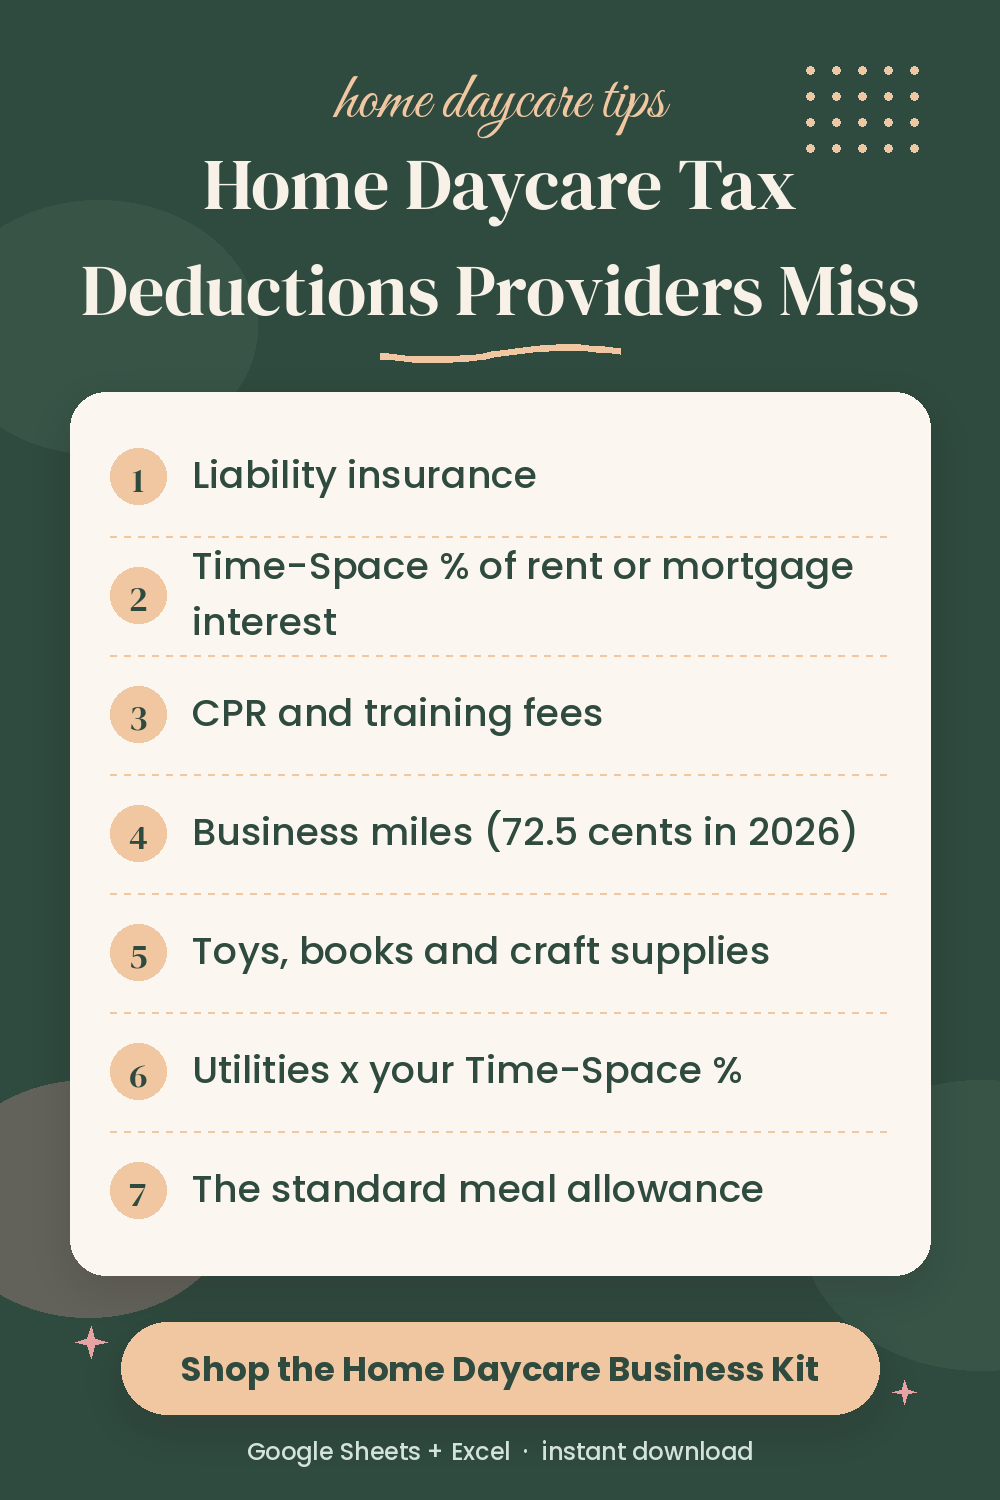 home daycare tips
Home Daycare Tax
Deductions Providers Miss
1 Liability insurance
2 Time-Space % of rent or mortgage
interest
3 CPR and training fees
4 Business miles (72.5 cents in 2026)
5 Toys, books and craft supplies
6 Utilities x your Time-Space %
7 The standard meal allowance
Shop the Home Daycare Business Kit
Google Sheets + Excel · instant download